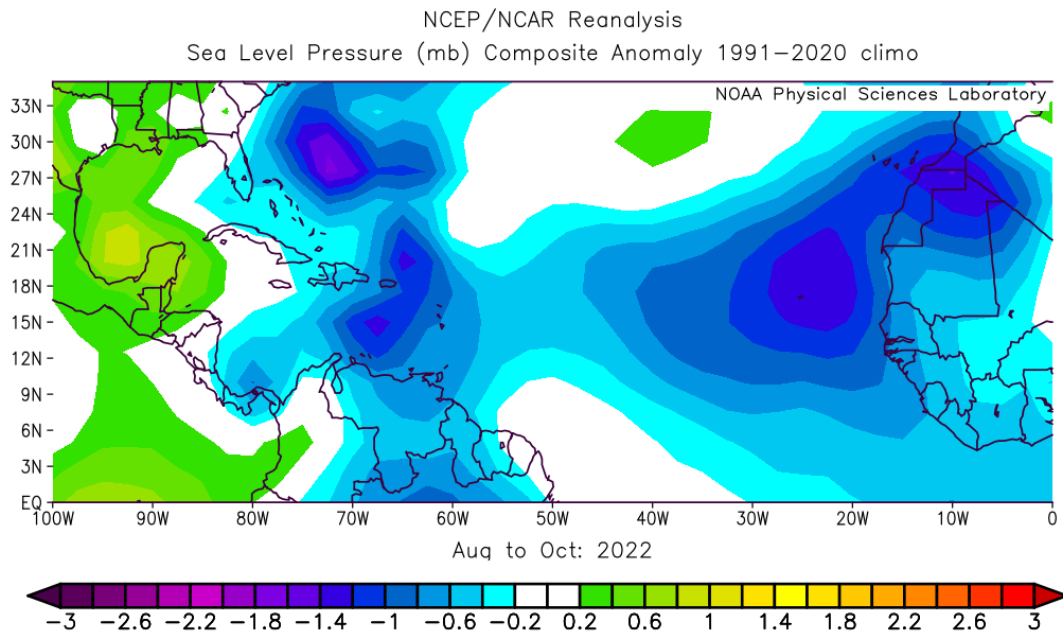 NCEP/NCAR Reanalysis
Sea Level Pressure (mb) Composite Anomaly 1991-2020 climo
NOAA Physical Sciences Laboratory
33N
30N
27N
24N
21N
18N
15N
12N
9N
6N
3N
EQ
100W 90W 80W 70W 60W 50W 40W 30W 20W 10W 0
Aug to Oct: 2022
-3 -2.6 -2.2 -1.8 -1.4 -1 -0.6 -0.2 0.2 0.6 1 1.4 1.8 2.2 2.6 3